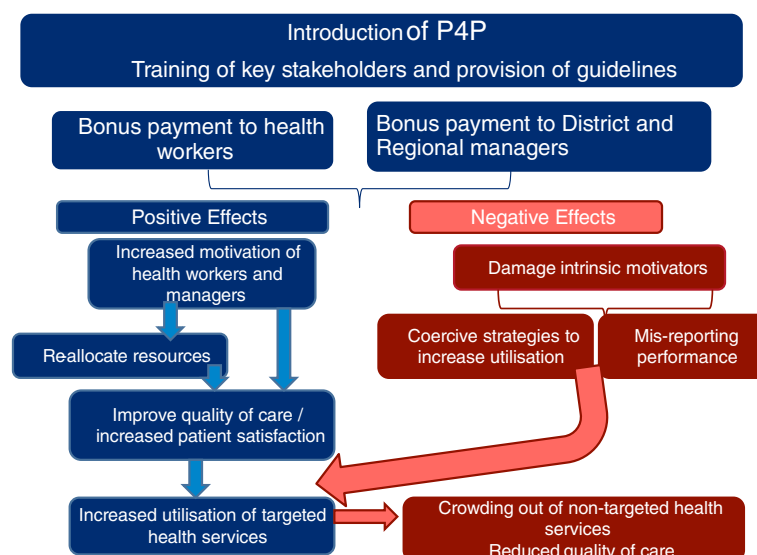 Introduction of P4P
Training of key stakeholders and provision of guidelines
Bonus payment to health
workers
Bonus payment to District and
Regional managers
Positive Effects
Negative Effects
Increased motivation of
health workers and
managers
Damage intrinsic motivators
Re-allocate resources
Coercive strategies to
increase utilisation
Mis-reporting
performance
Improve quality of care /
increased patient satisfaction
Increased utilisation of targeted
health services
Crowding out of non-targeted health
services
Reduced quality of care